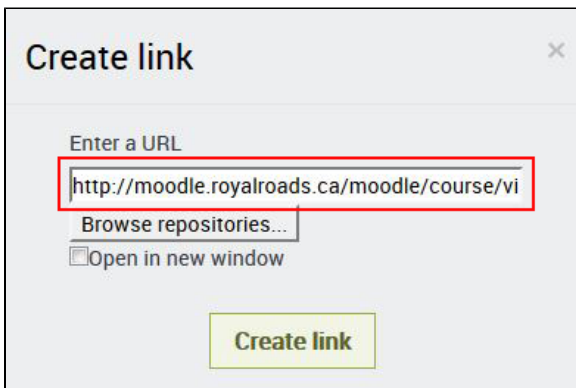 Create link
×
Enter a URL
http://moodle.royalroads.ca/moodle/course/vi
Browse repositories...
Open in new window
Create link